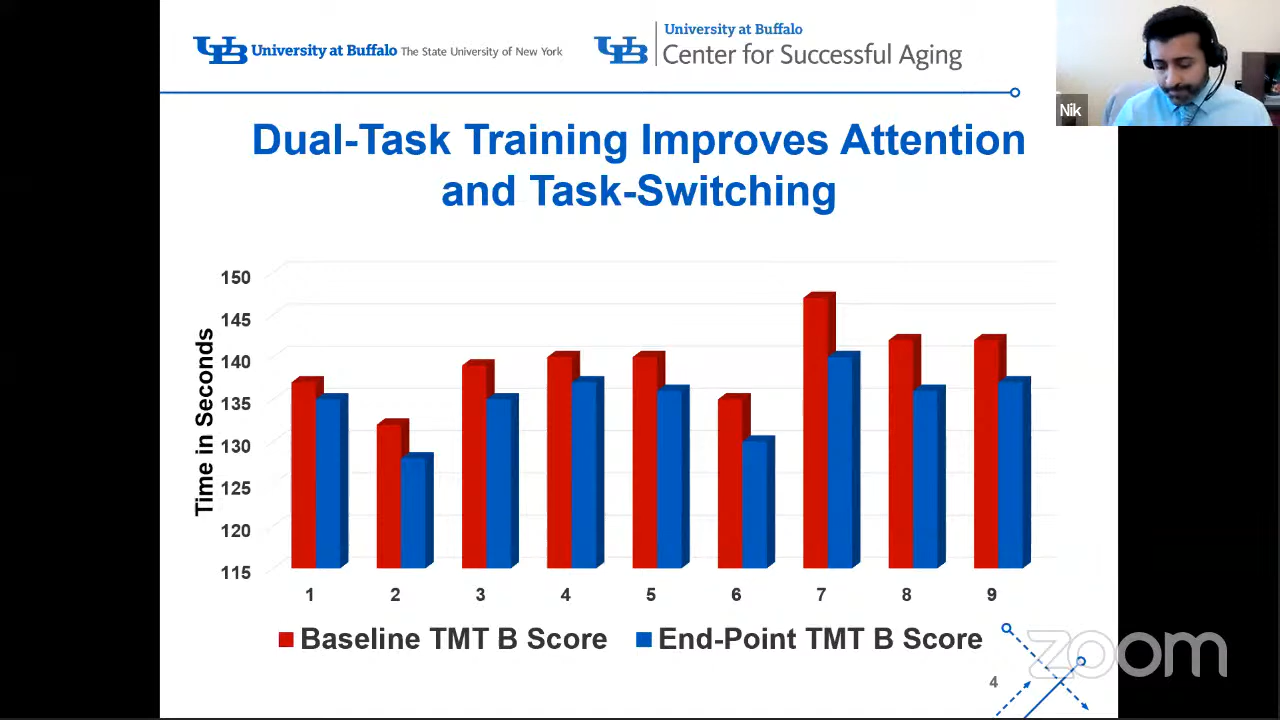 UB University at Buffalo The State University of New York
UB University at Buffalo
Center for Successful Aging
Nik
Dual-Task Training Improves Attention
and Task-Switching
Time in Seconds
150
145
140
135
130
125
120
115
1 2 3 4 5 6 7 8 9
Baseline TMT B Score End-Point TMT B Score
4
zoom